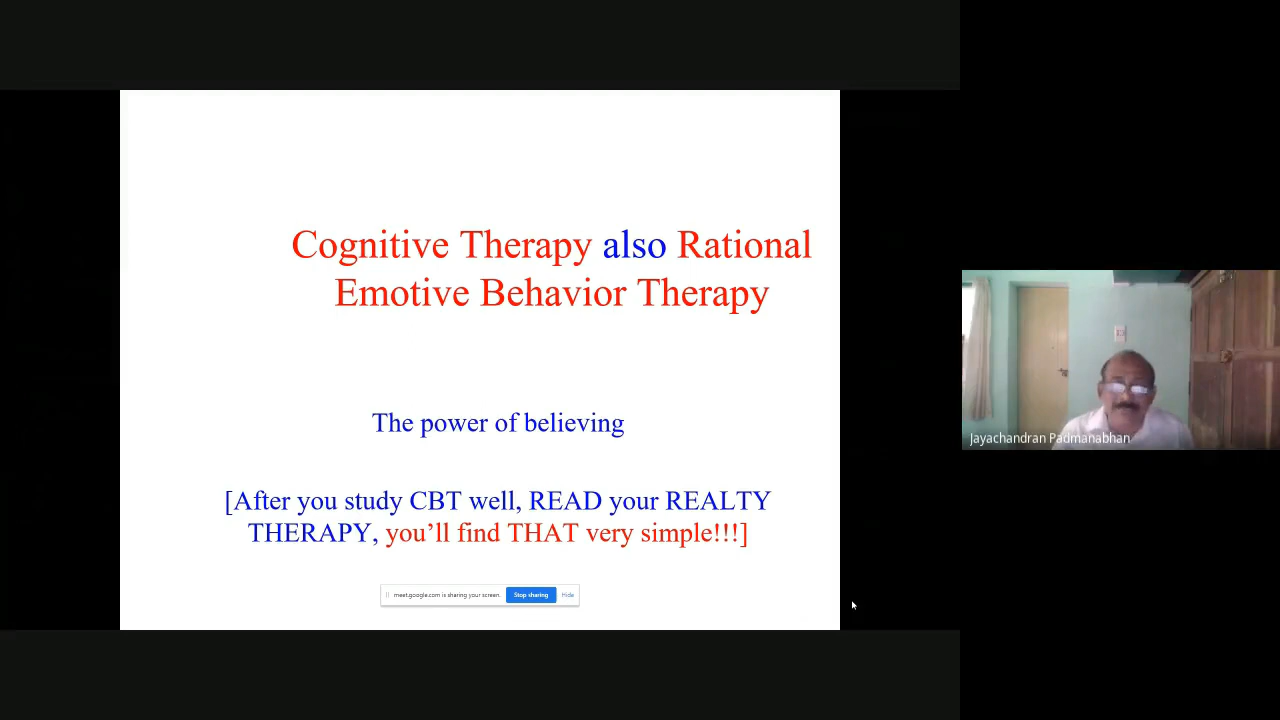 Cognitive Therapy also Rational
Emotive Behavior Therapy
The power of believing
[After you study CBT well, READ your REALTY
THERAPY, you’ll find THAT very simple!!!]
meet.google.com is sharing your screen.
Stop sharing
Hide
Jayachandran Padmanabhan